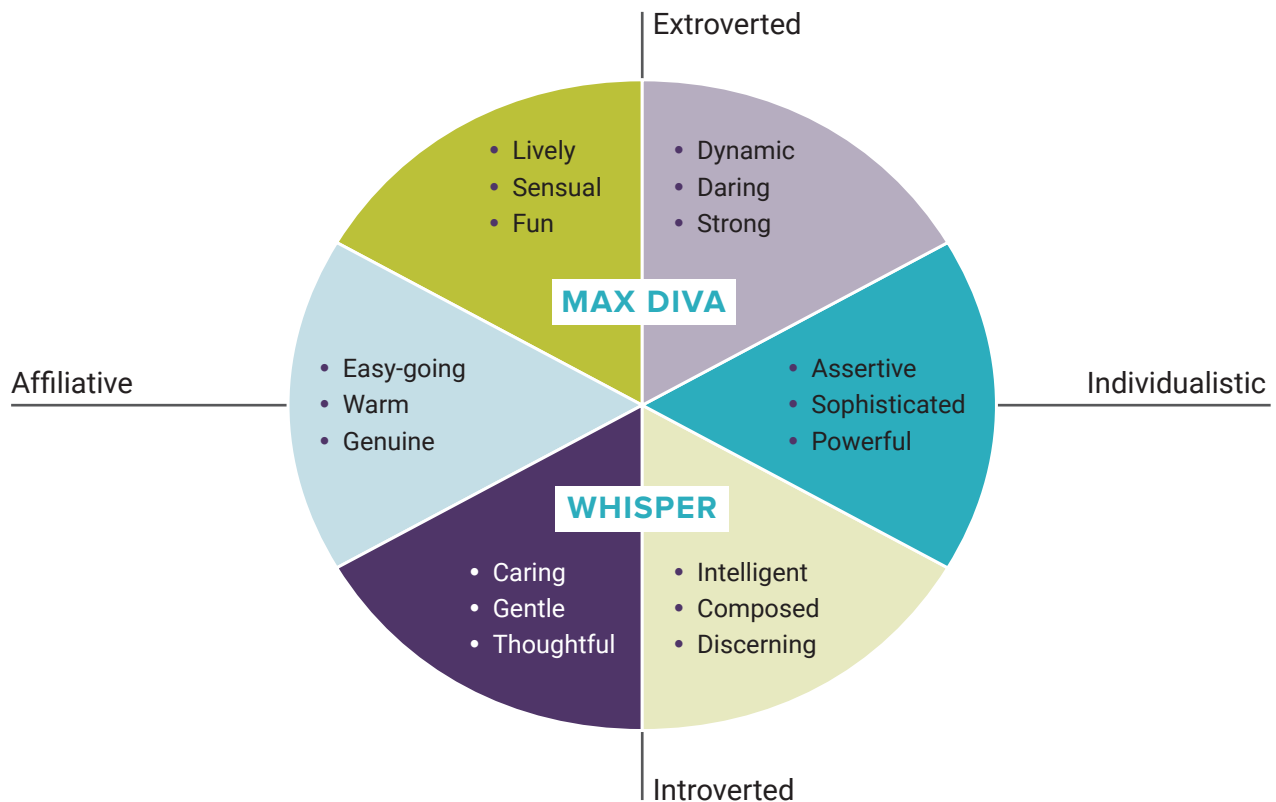 Extroverted
• Lively
• Sensual
• Fun
• Dynamic
• Daring
• Strong
MAX DIVA
Affiliative
• Easy-going
• Warm
• Genuine
• Assertive
• Sophisticated
• Powerful
Individualistic
WHISPER
• Caring
• Gentle
• Thoughtful
• Intelligent
• Composed
• Discerning
Introverted